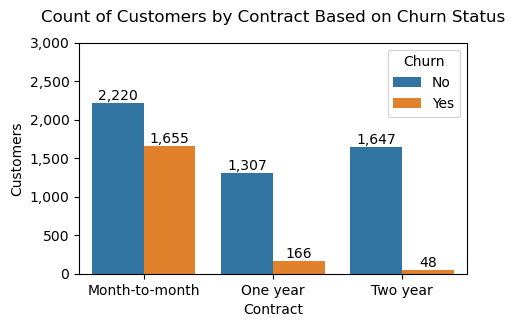 Count of Customers by Contract Based on Churn Status
3,000
2,500
2,000
1,500
1,000
500
0
Customers
2,220
1,655
1,307
166
1,647
48
Churn
No
Yes
Month-to-month
One year
Two year
Contract